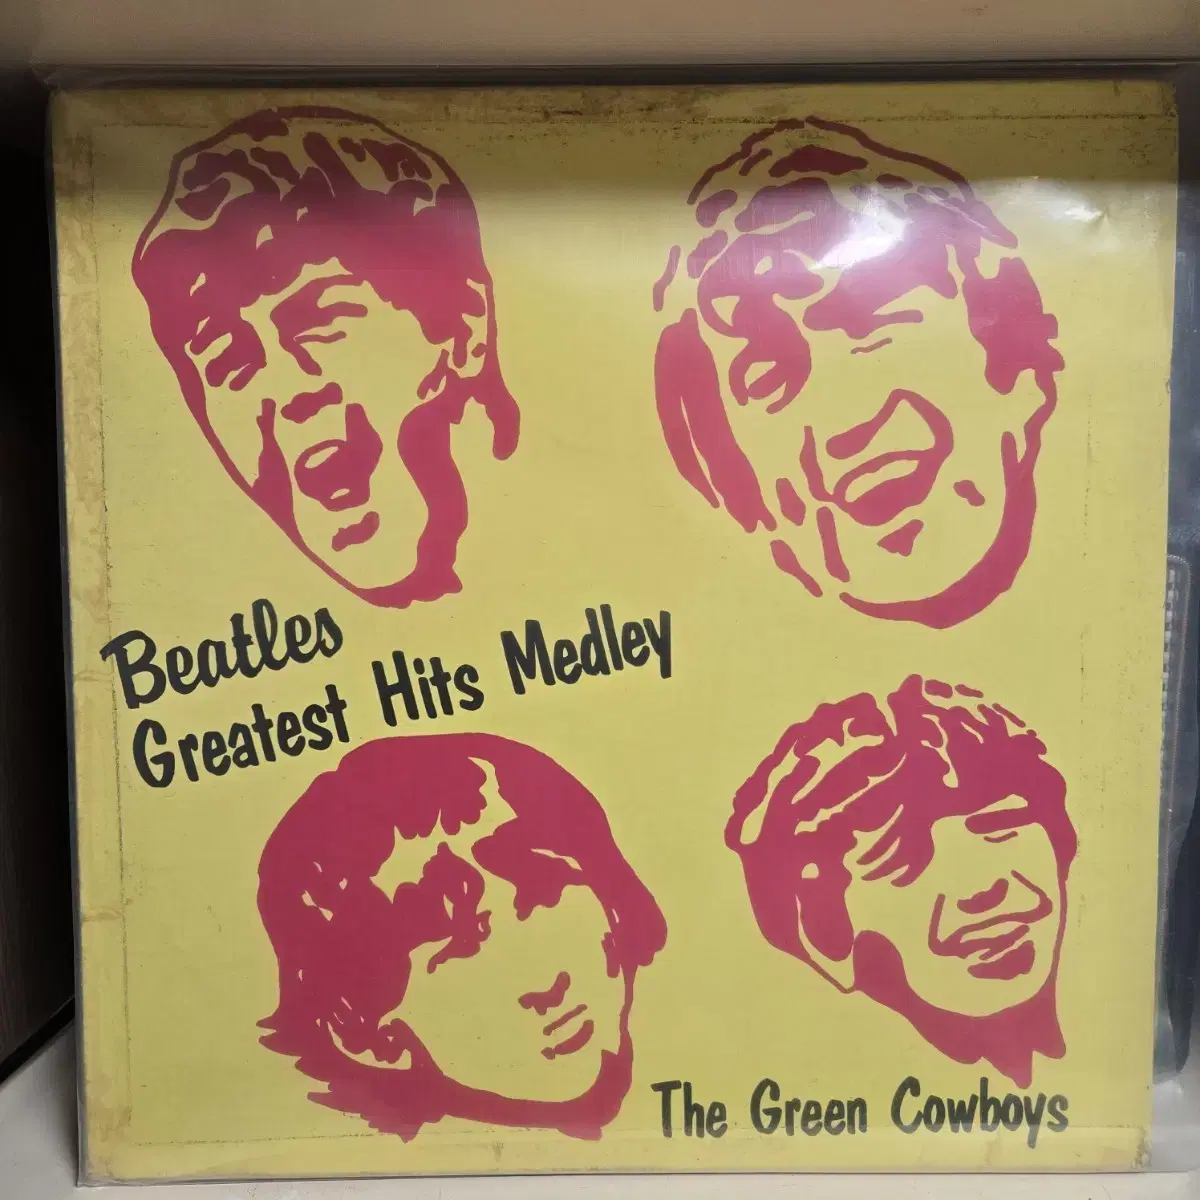 Beatles
Greatest Hits Medley
The Green Cowboys